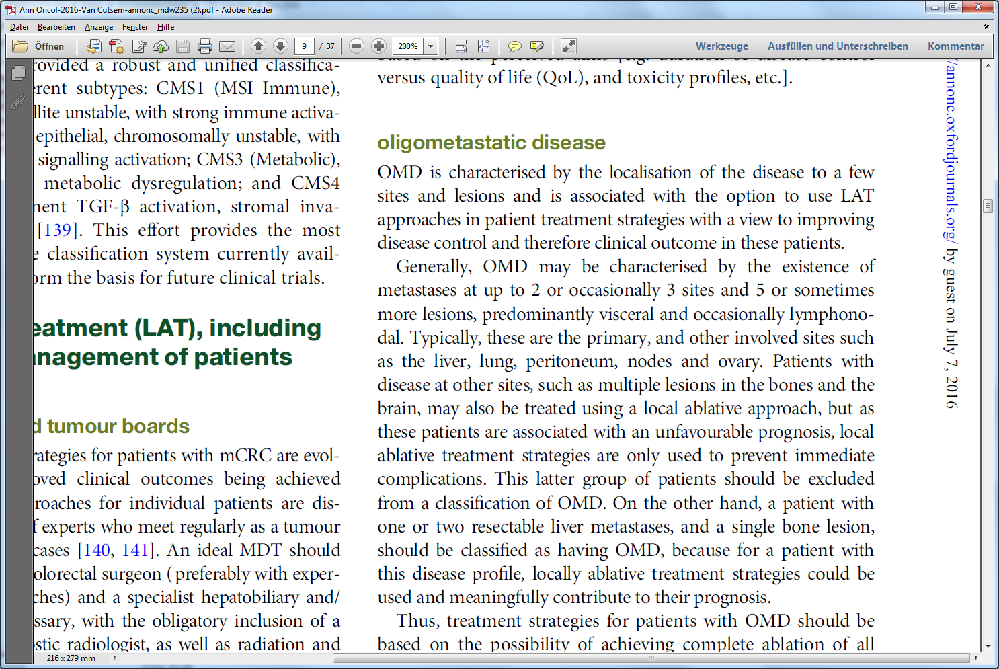 Ann Oncol-2016-Van Cutsem-annonc_mdw235 (2).pdf - Adobe Reader
Datei Bearbeiten Anzeige Fenster Hilfe
Öffnen 9 / 37 200% Werkzeuge Ausfüllen und Unterschreiben Kommentar
rovided a robust and unified classifica-
erent subtypes: CMS1 (MSI Immune),
llite unstable, with strong immune activa-
epithelial, chromosomally unstable, with
signalling activation; CMS3 (Metabolic),
metabolic dysregulation; and CMS4
nent TGF-β activation, stromal inva-
[139]. This effort provides the most
e classification system currently avail-
orm the basis for future clinical trials.
eatment (LAT), including
anagement of patients
d tumour boards
rategies for patients with mCRC are evol-
oved clinical outcomes being achieved
roaches for individual patients are dis-
f experts who meet regularly as a tumour
cases [140, 141]. An ideal MDT should
olorectal surgeon (preferably with exper-
ches) and a specialist hepatobiliary and/
ssary, with the obligatory inclusion of a
ostic radiologist, as well as radiation and
based on the perceived aims [e.g. duration of disease control
versus quality of life (QoL), and toxicity profiles, etc.].
oligometastatic disease
OMD is characterised by the localisation of the disease to a few
sites and lesions and is associated with the option to use LAT
approaches in patient treatment strategies with a view to improving
disease control and therefore clinical outcome in these patients.
Generally, OMD may be characterised by the existence of
metastases at up to 2 or occasionally 3 sites and 5 or sometimes
more lesions, predominantly visceral and occasionally lymphono-
dal. Typically, these are the primary, and other involved sites such
as the liver, lung, peritoneum, nodes and ovary. Patients with
disease at other sites, such as multiple lesions in the bones and the
brain, may also be treated using a local ablative approach, but as
these patients are associated with an unfavourable prognosis, local
ablative treatment strategies are only used to prevent immediate
complications. This latter group of patients should be excluded
from a classification of OMD. On the other hand, a patient with
one or two resectable liver metastases, and a single bone lesion,
should be classified as having OMD, because for a patient with
this disease profile, locally ablative treatment strategies could be
used and meaningfully contribute to their prognosis.
Thus, treatment strategies for patients with OMD should be
based on the possibility of achieving complete ablation of all
//annonc.oxfordjournals.org/ by guest on July 7, 2016
216 x 279 mm